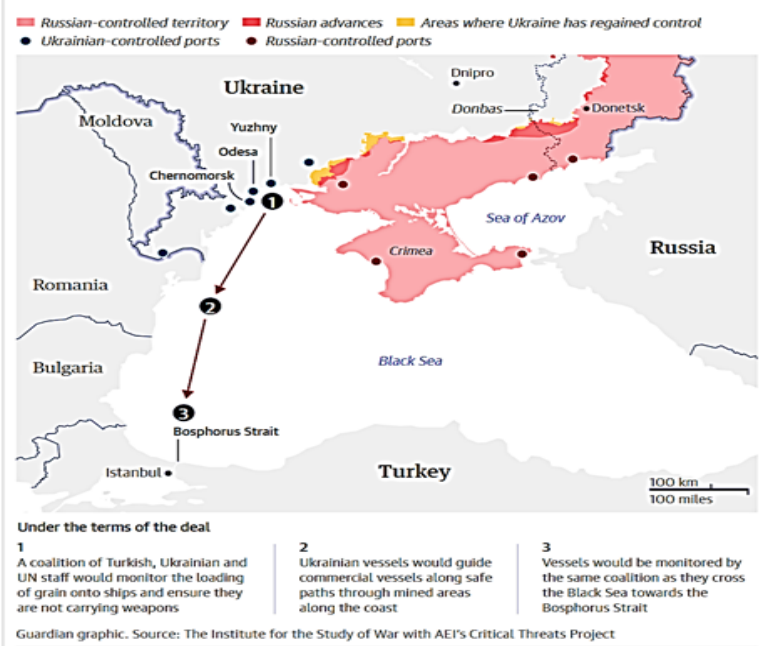 Russian-controlled territory Russian advances Areas where Ukraine has regained control
Ukrainian-controlled ports Russian-controlled ports
Dnipro
Ukraine
Donbas
Donetsk
Moldova
Yuzhny
Odesa
Chernomorsk
1
Sea of Azov
Crimea
Russia
Romania
2
Black Sea
Bulgaria
3
Bosphorus Strait
Istanbul
Turkey
100 km
100 miles
Under the terms of the deal
1
A coalition of Turkish, Ukrainian and
UN staff would monitor the loading
of grain onto ships and ensure they
are not carrying weapons
2
Ukrainian vessels would guide
commercial vessels along safe
paths through mined areas
along the coast
3
Vessels would be monitored by
the same coalition as they cross
the Black Sea towards the
Bosphorus Strait
Guardian graphic. Source: The Institute for the Study of War with AEI's Critical Threats Project